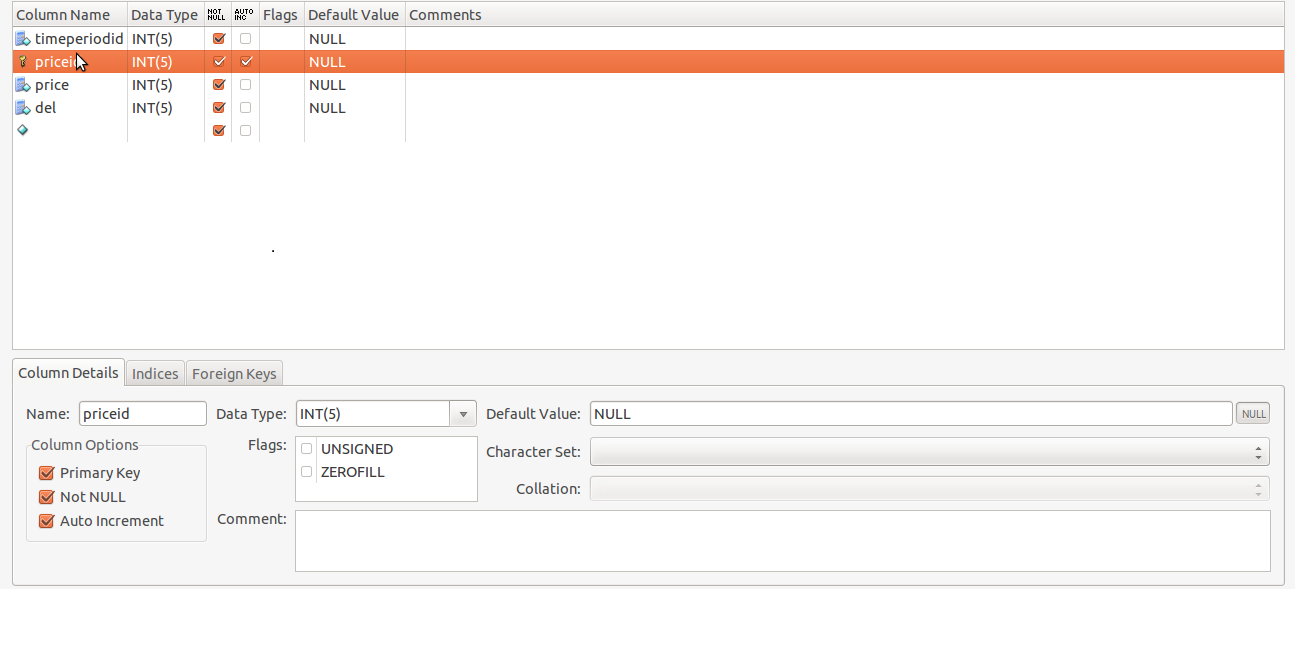 Column Name Data Type NOT NULL AUTO INC Flags Default Value Comments
timeperiodid INT(5) NULL
priceid INT(5) NULL
price INT(5) NULL
del INT(5) NULL
.
Column Details Indices Foreign Keys
Name: priceid Data Type: INT(5) Default Value: NULL NULL
Column Options Flags: UNSIGNED Character Set:
Primary Key ZEROFILL
Not NULL Collation:
Auto Increment Comment: